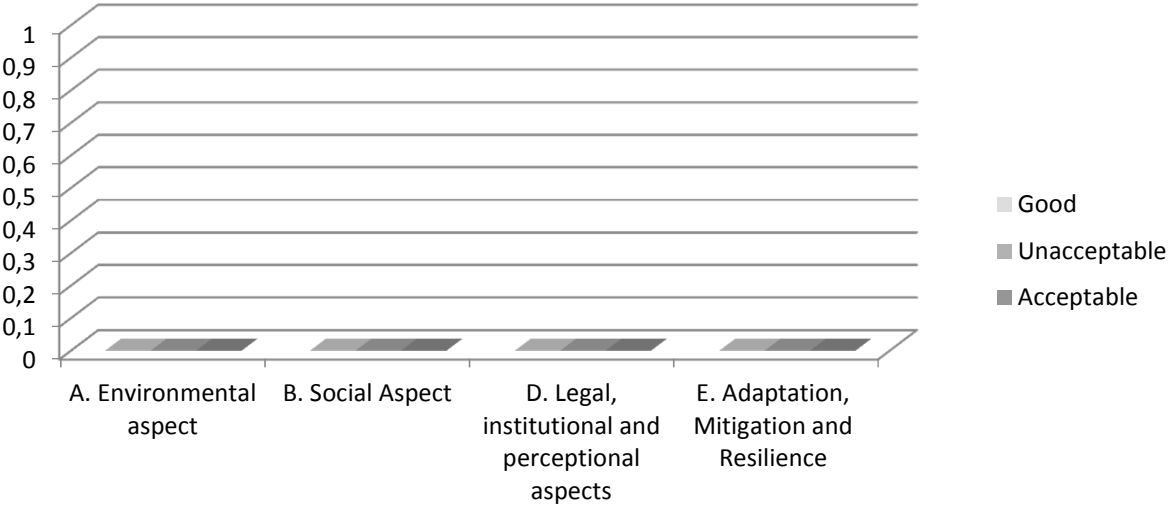 1
0,9
0,8
0,7
0,6
0,5
0,4
0,3
0,2
0,1
0
A. Environmental
aspect
B. Social Aspect
D. Legal,
institutional and
perceptional
aspects
E. Adaptation,
Mitigation and
Resilience
Good
Unacceptable
Acceptable